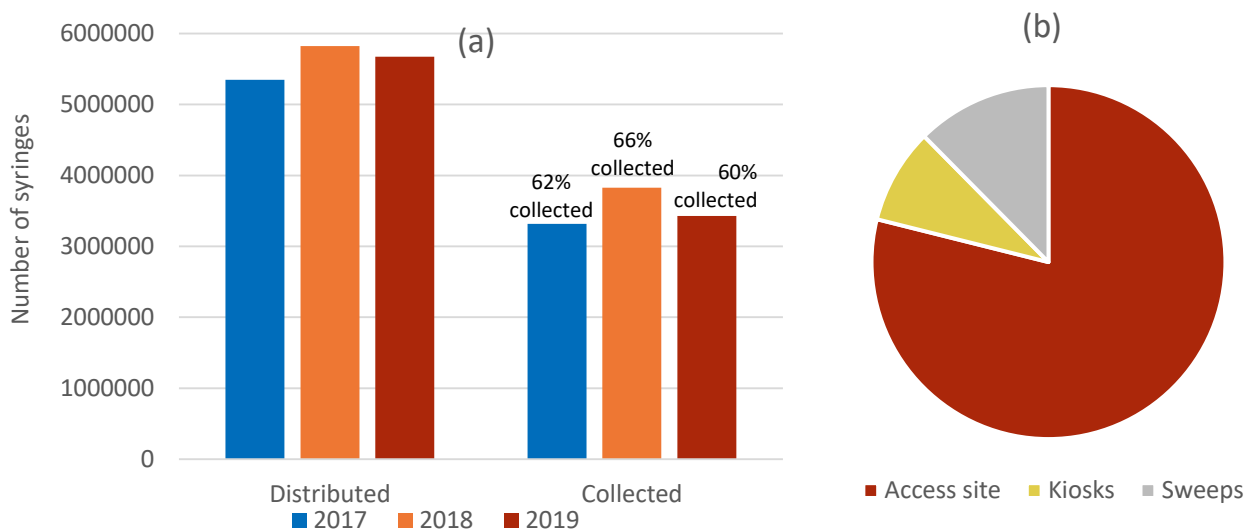 (a)
Number of syringes
6000000
5000000
4000000
3000000
2000000
1000000
0
62%
collected
66%
collected
60%
collected
Distributed
Collected
2017
2018
2019
(b)
Access site
Kiosks
Sweeps